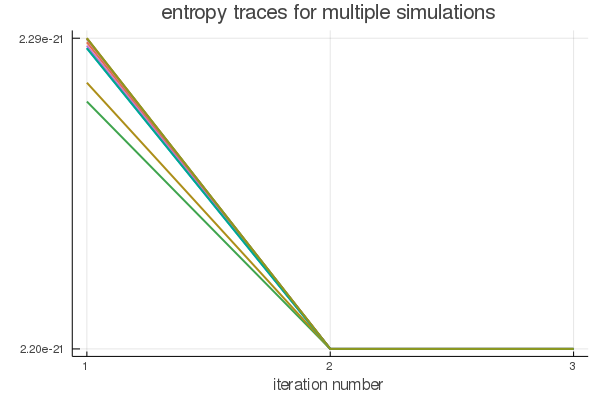 entropy traces for multiple simulations
2.29e-21
2.20e-21
1
2
3
iteration number